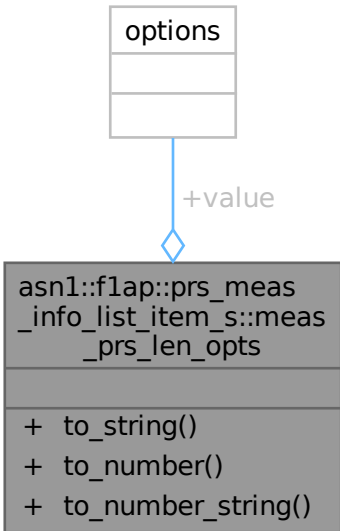 options
+value
asn1::f1ap::prs_meas
_info_list_item_s::meas
_prs_len_opts
+ to_string()
+ to_number()
+ to_number_string()